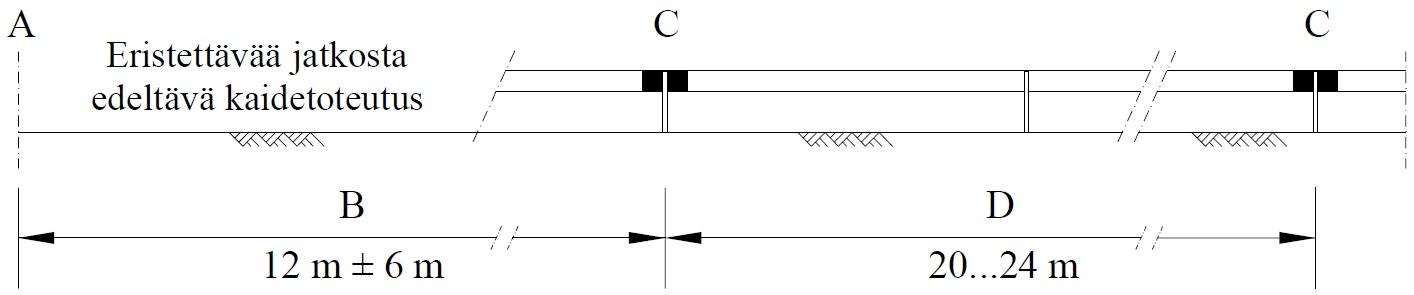 A
C
C
Eristettävää jatkosta
edeltävä kaidetoteutus
B
D
12 m ± 6 m
20...24 m